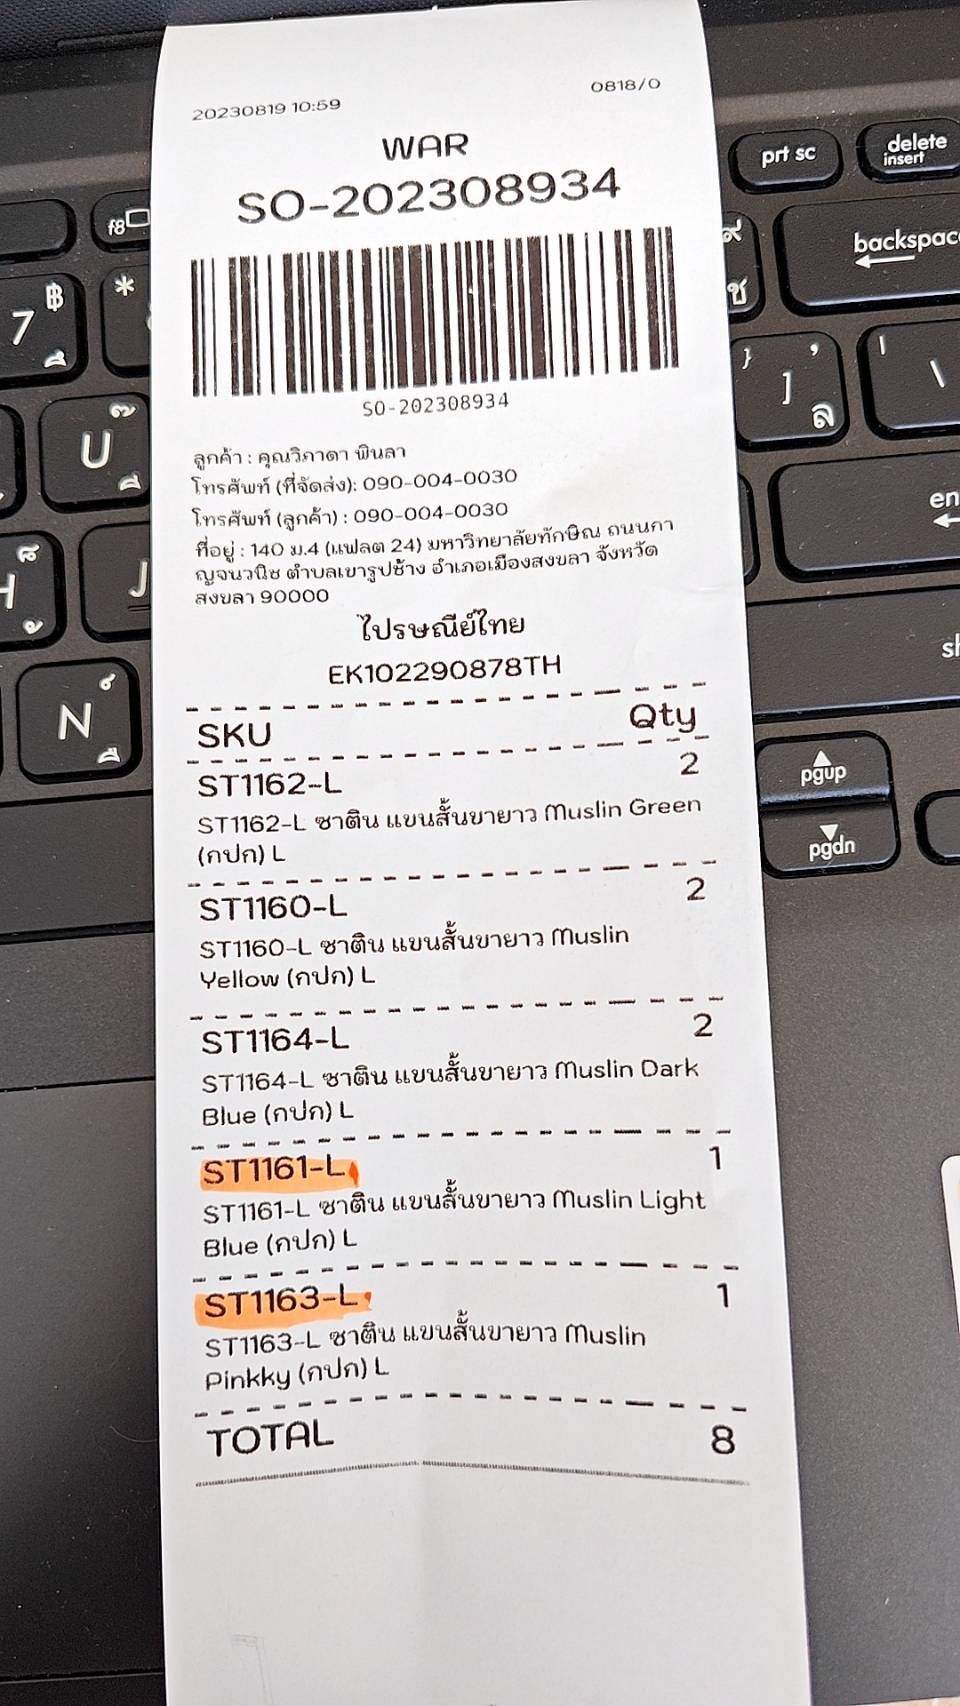 20230819 10:59
0818/0
WAR
SO-202308934
SO-202308934
ลูกค้า : คุณวิภาดา พินลา
โทรศัพท์ (ที่จัดส่ง): 090-004-0030
โทรศัพท์ (ลูกค้า) : 090-004-0030
ที่อยู่ : 140 ม.4 (แฟลต 24) มหาวิทยาลัยทักษิณ ถนนกา
ญจนวนิช ตำบลเขารูปช้าง อำเภอเมืองสงขลา จังหวัด
สงขลา 90000
ไปรษณีย์ไทย
EK102290878TH
SKU Qty
ST1162-L 2
ST1162-L ซาติน แขนสั้นขายาว Muslin Green
(กปก) L
ST1160-L 2
ST1160-L ซาติน แขนสั้นขายาว Muslin
Yellow (กปก) L
ST1164-L 2
ST1164-L ซาติน แขนสั้นขายาว Muslin Dark
Blue (กปก) L
ST1161-L 1
ST1161-L ซาติน แขนสั้นขายาว Muslin Light
Blue (กปก) L
ST1163-L 1
ST1163-L ซาติน แขนสั้นขายาว Muslin
Pinkky (กปก) L
TOTAL 8
prt sc
delete
insert
f8
7 ฿
*
U
J
N
pgup
pgdn